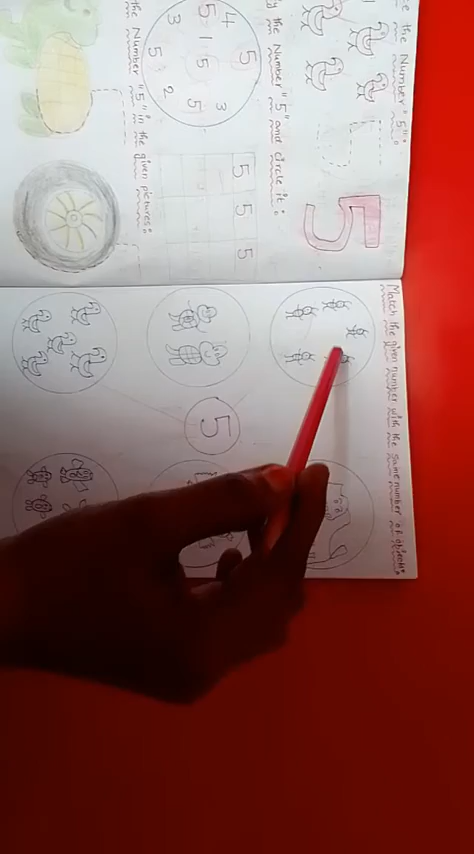 the Number "5":
5
the Number "5" and circle it:
5
4 3
5 1 5 5
3 2
5
5 5 5
the Number "5" in the given pictures:
Match the given number with the same number of objects:
5